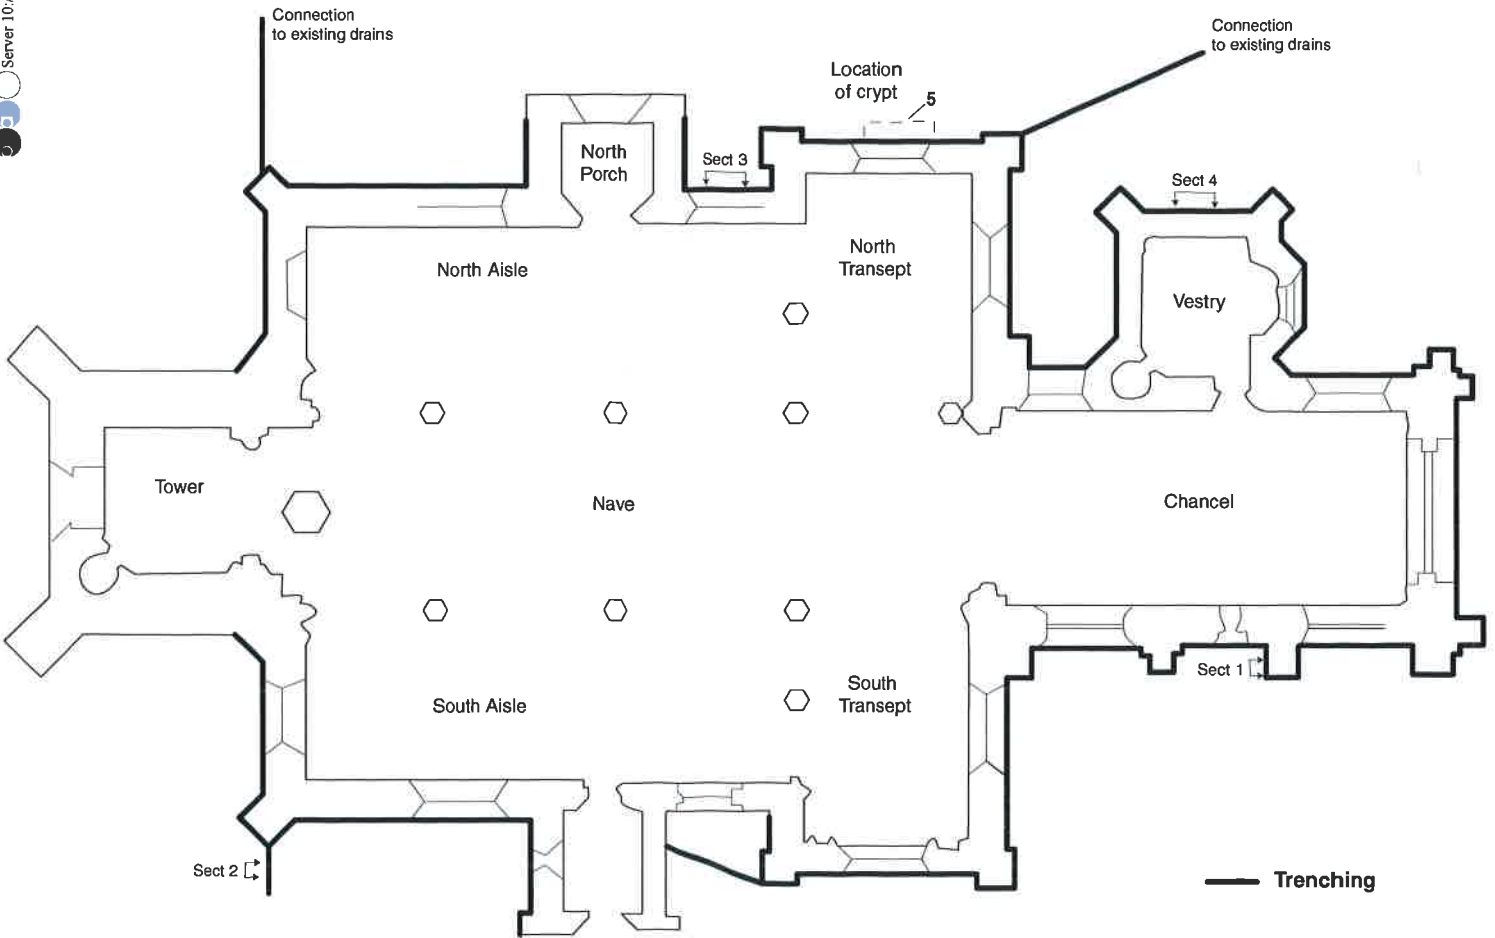 Connection
to existing drains
Connection
to existing drains
Location
of crypt
5
North
Porch
Sect 3
Sect 4
North Aisle
North
Transept
Vestry
Tower
Nave
Chancel
South Aisle
South
Transept
Sect 1
Sect 2
Trenching